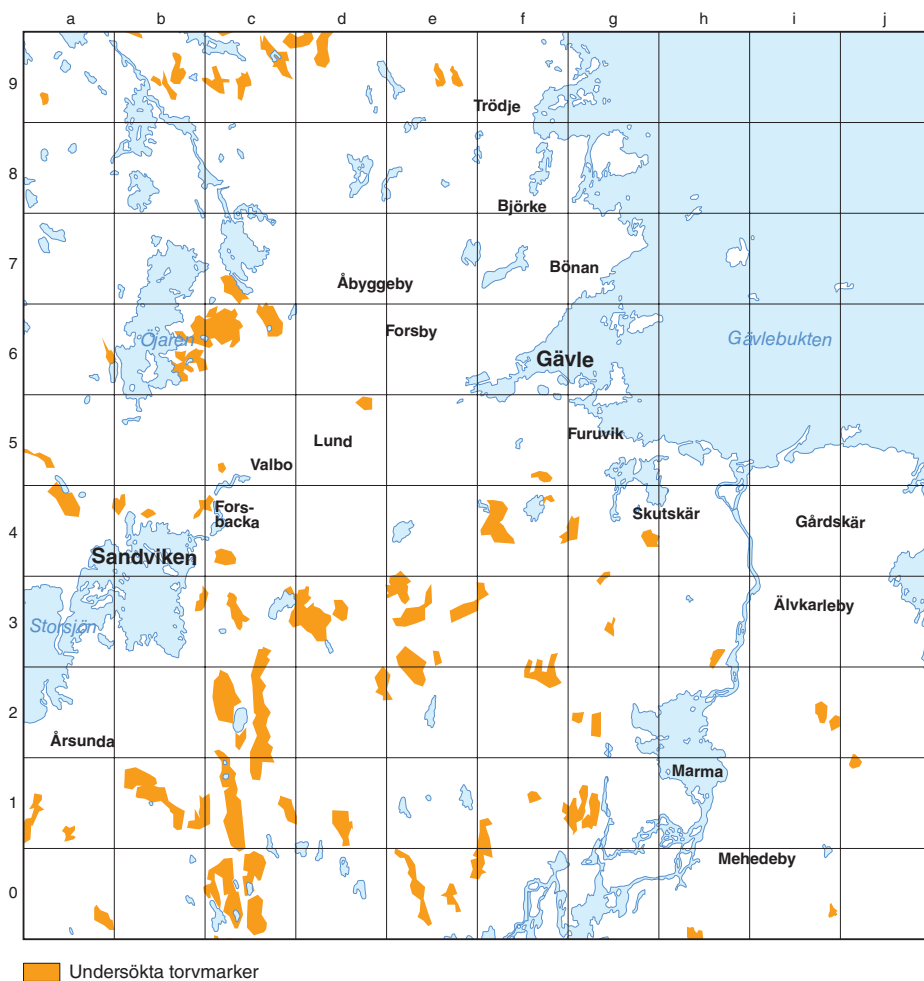 a b c d e f g h i j
9
Trödje
8
Björke
7
Bönan
Åbyggeby
Forsby
6
Öjaren
Gävlebukten
Gävle
5
Lund
Furuvik
Valbo
Fors-
backa
Skutskär
Gårdskär
4
Sandviken
Älvkarleby
3
Storsjön
2
Årsunda
Marma
1
Mehedeby
0
Undersökta torvmarker